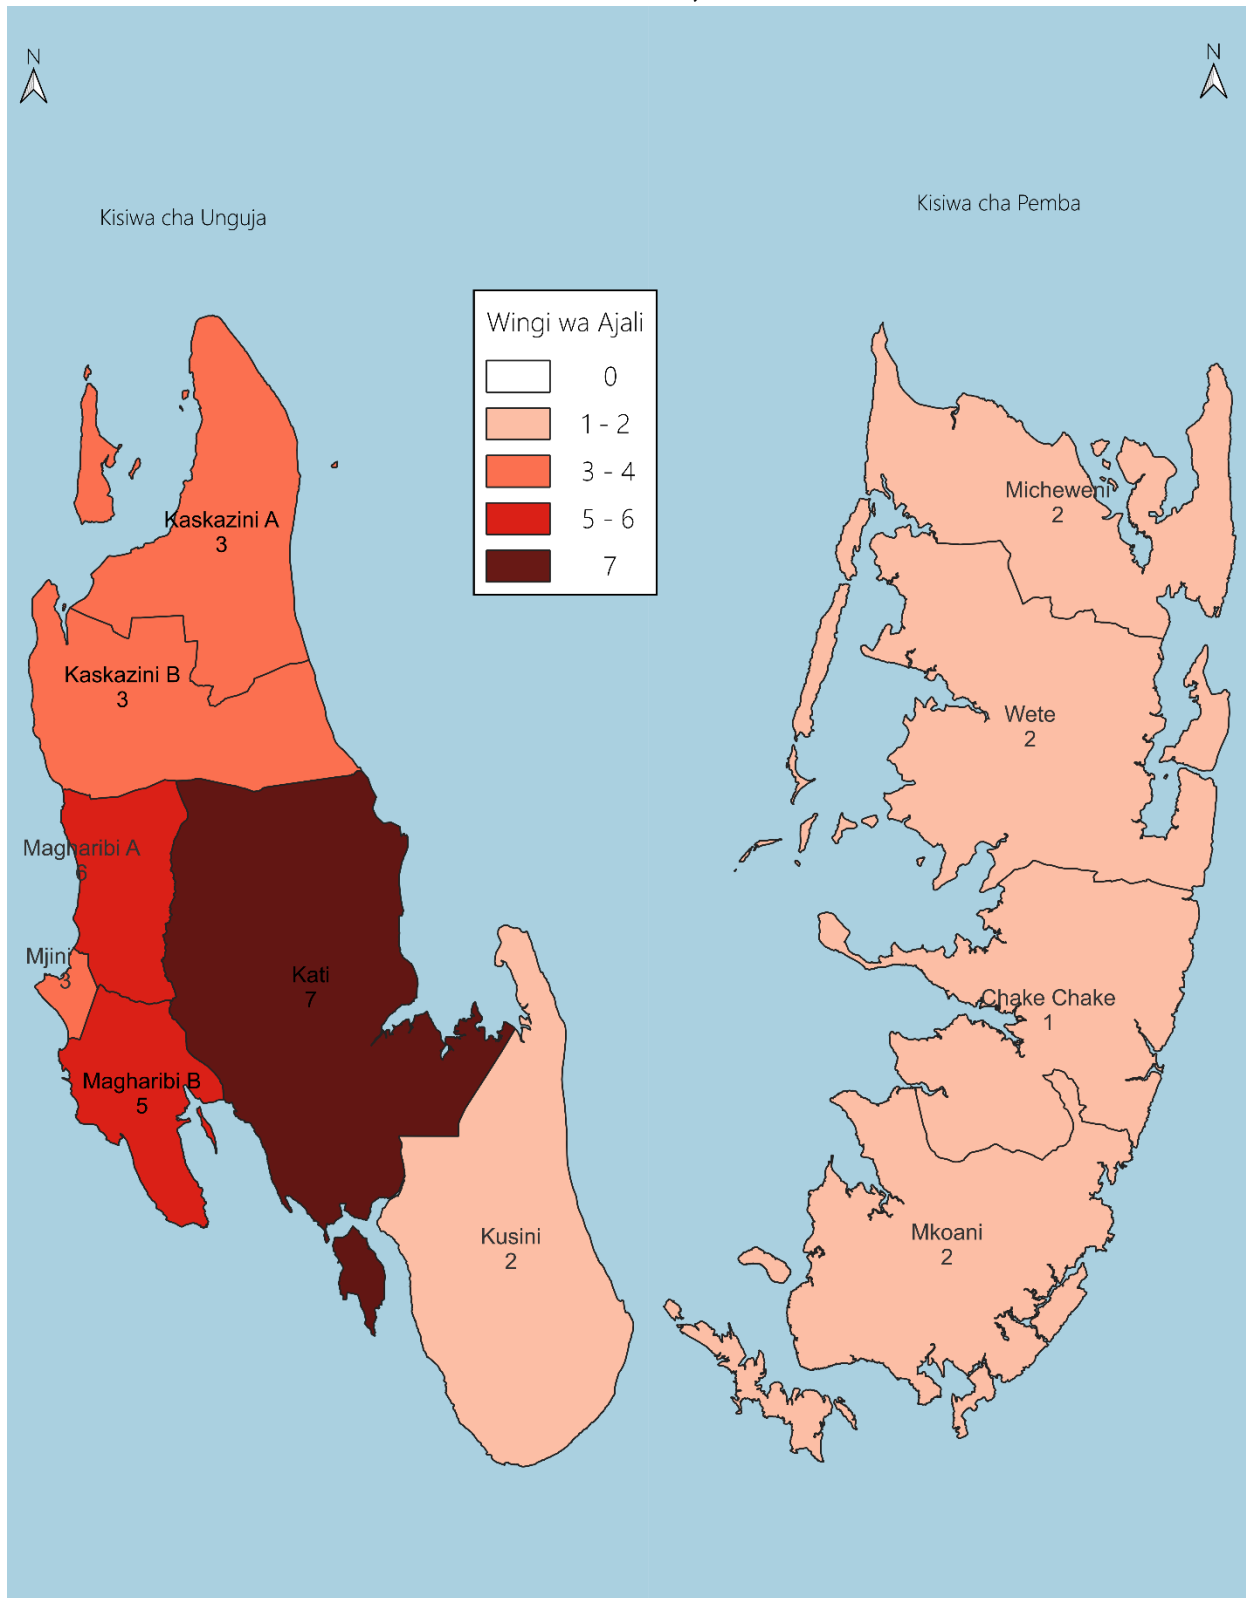 N
N
Kisiwa cha Unguja
Kisiwa cha Pemba
Wingi wa Ajali
0
1 - 2
3 - 4
5 - 6
7
Kaskazini A
3
Kaskazini B
3
Magharibi A
6
Mjini
3
Kati
7
Magharibi B
5
Kusini
2
Micheweni
2
Wete
2
Chake Chake
1
Mkoani
2